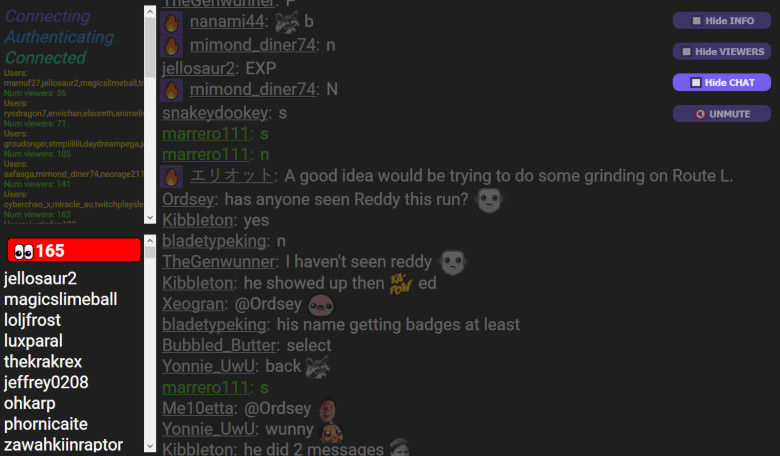 Connecting
Authenticating
Connected
Users:
mamuf27,jellosaur2,magicslimeball,
Num viewers: 35
Users:
ryodragon7,envichan,elsoreth,
Num viewers: 71
Users:
groudonger,stmpliiiiii,daydreampega,
Num viewers: 105
Users:
safasga,mimond_diner74,neorage211
Num viewers: 141
Users:
cyberchao_x,miracle_au,
Num viewers: 162
165
jellosaur2
magicslimeball
loljfrost
luxparal
thekrakrex
jeffrey0208
ohkarp
phornicaite
zawahkiinraptor
TheGenwunner: P
nanami44: b
mimond_diner74: n
jellosaur2: EXP
mimond_diner74: N
snakeydookey: s
marrero111: s
marrero111: n
エリオット: A good idea would be trying to do some grinding on Route L.
Ordsey: has anyone seen Reddy this run?
Kibbleton: yes
bladetypeking: n
TheGenwunner: I haven't seen reddy
Kibbleton: he showed up then KA-POW ed
Xeogran: @Ordsey
bladetypeking: his name getting badges at least
Bubbled_Butter: select
Yonnie_UwU: back
marrero111: s
Me10etta: @Ordsey
Yonnie_UwU: wunny
Kibbleton: he did 2 messages
Hide INFO
Hide VIEWERS
Hide CHAT
UNMUTE